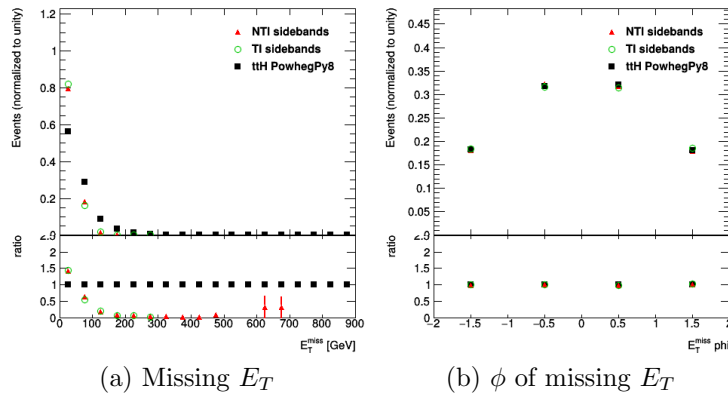 Events (normalized to unity)
1.2
1
0.8
0.6
0.4
0.2
NTI sidebands
TI sidebands
ttH PowhegPy8
ratio
2
1.5
1
0.5
0
0 100 200 300 400 500 600 700 800 900
E_T^miss [GeV]
(a) Missing E_T
Events (normalized to unity)
0.45
0.4
0.35
0.3
0.25
0.2
0.15
0.1
0.05
0
NTI sidebands
TI sidebands
ttH PowhegPy8
ratio
2
1.5
1
0.5
0
−2 −1.5 −1 −0.5 0 0.5 1 1.5 2
E_T^miss phi
(b) ϕ of missing E_T